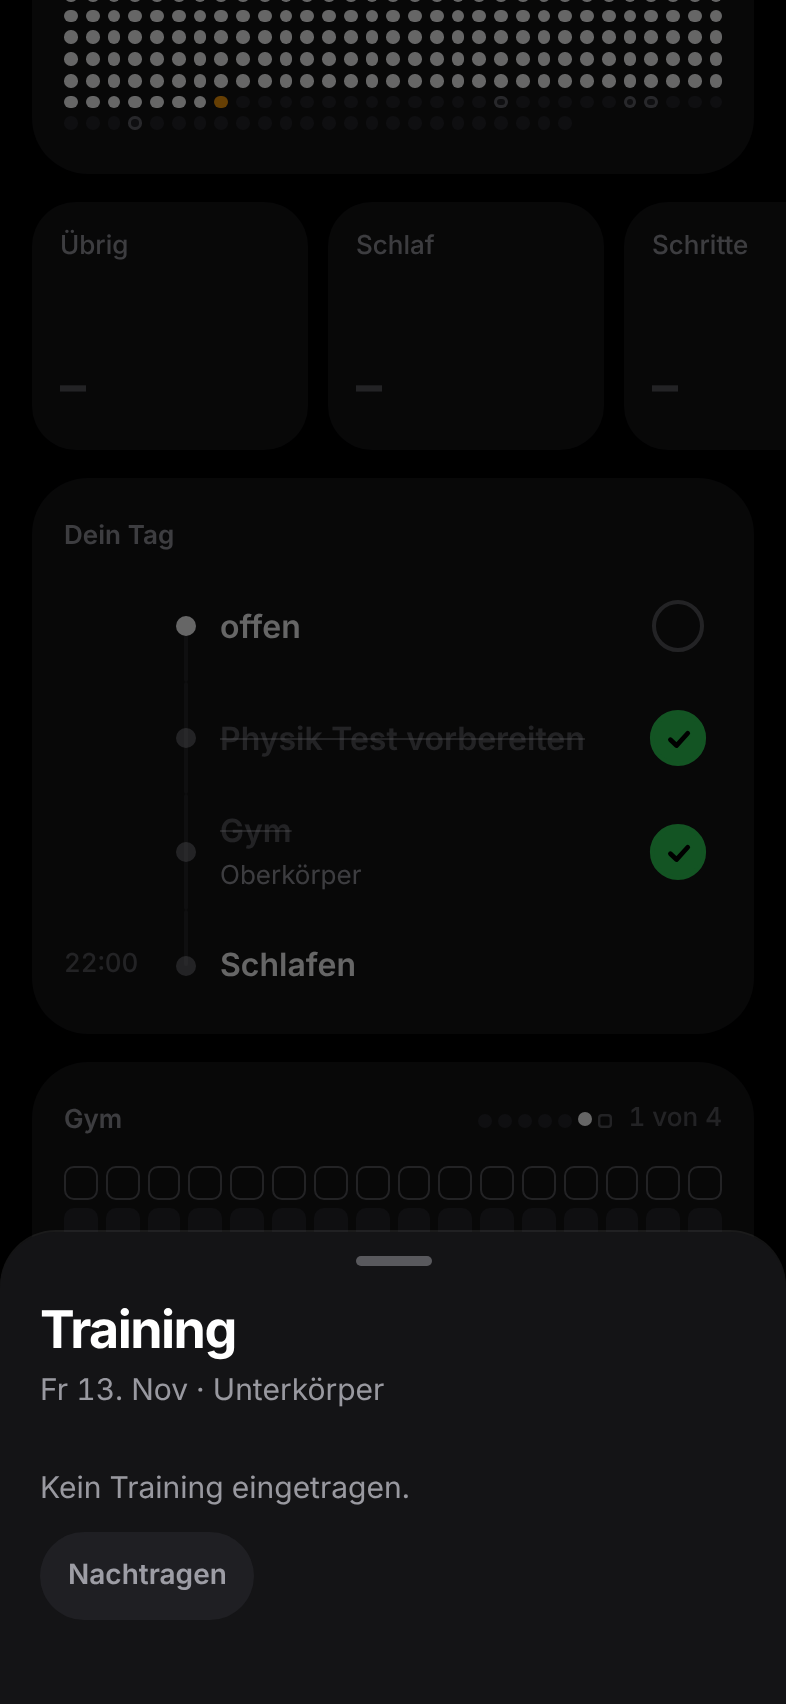 Übrig
Schlaf
Schritte
–
–
–
Dein Tag
offen
Physik Test vorbereiten
Gym
Oberkörper
22:00
Schlafen
Gym
1 von 4
Training
Fr 13. Nov · Unterkörper
Kein Training eingetragen.
Nachtragen